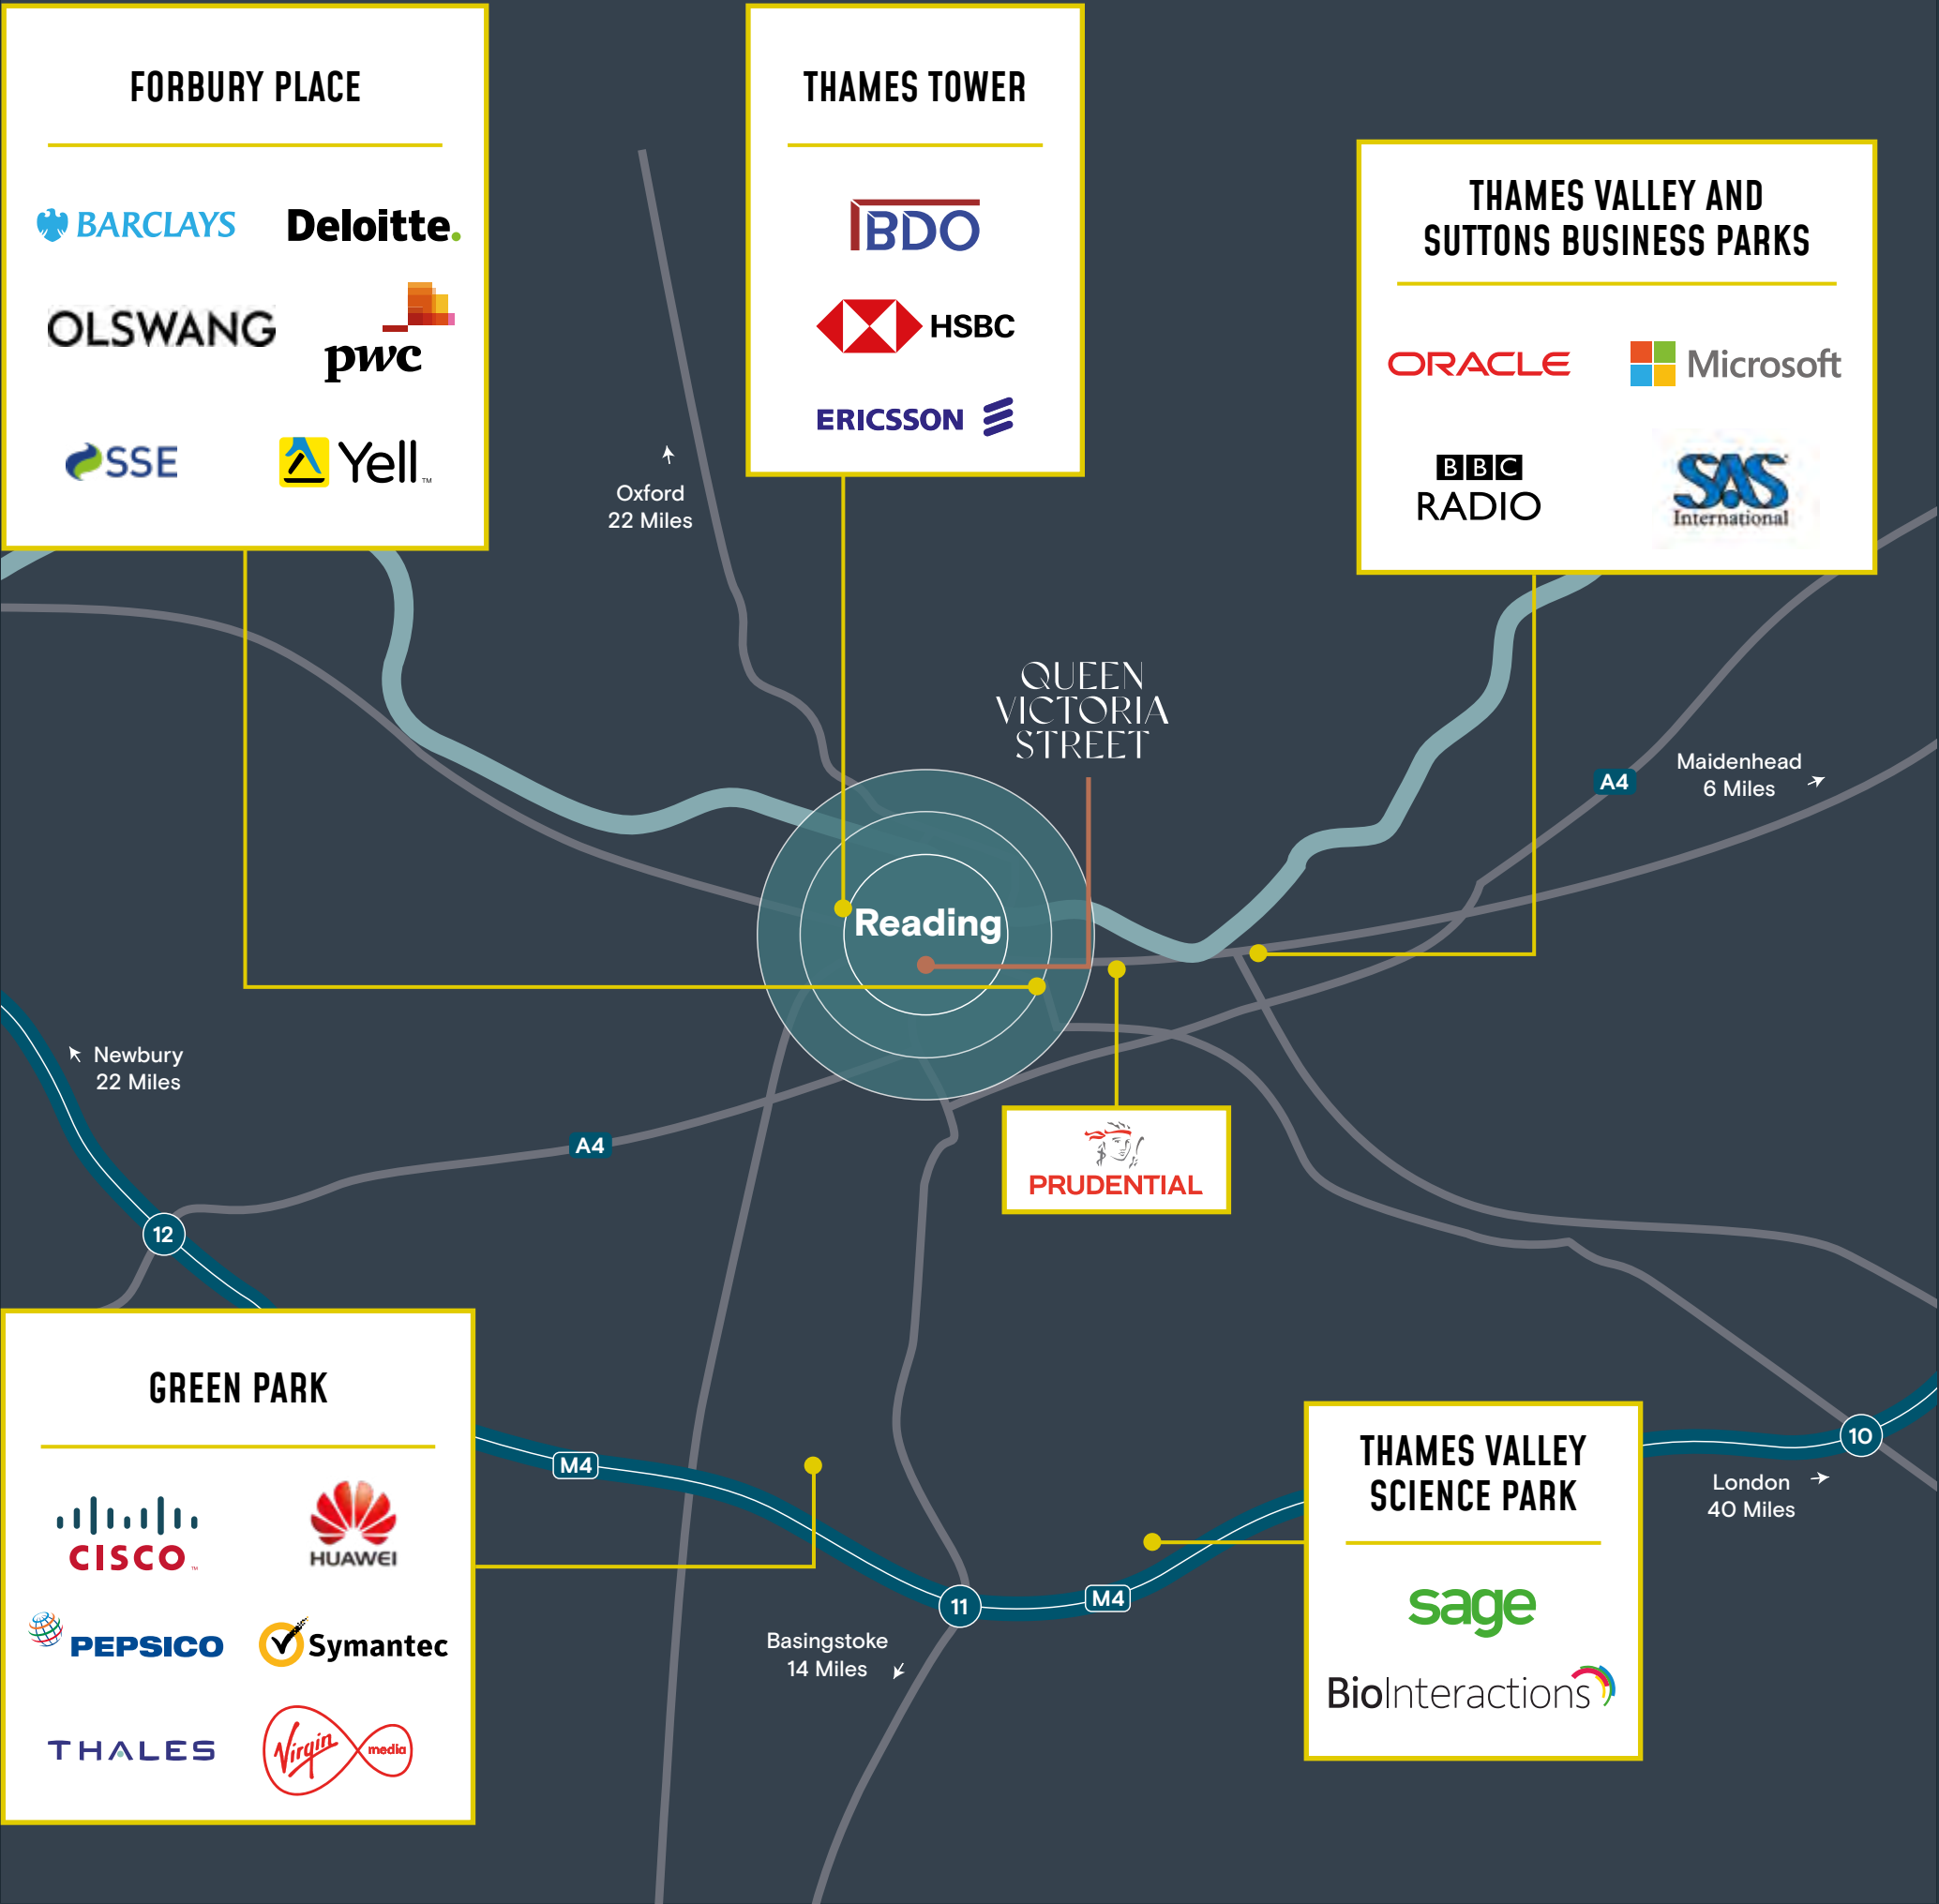 FORBURY PLACE
BARCLAYS
Deloitte.
OLSWANG
pwc
SSE
Yell™
THAMES TOWER
BDO
HSBC
ERICSSON
THAMES VALLEY AND
SUTTONS BUSINESS PARKS
ORACLE
Microsoft
BBC
RADIO
SAS
International
Oxford
22 Miles
QUEEN
VICTORIA
STREET
A4
Maidenhead
6 Miles
Reading
Newbury
22 Miles
A4
PRUDENTIAL
12
GREEN PARK
CISCO™
HUAWEI
PEPSICO
Symantec
THALES
Virgin media
M4
11
M4
Basingstoke
14 Miles
THAMES VALLEY
SCIENCE PARK
sage
BioInteractions
10
London
40 Miles